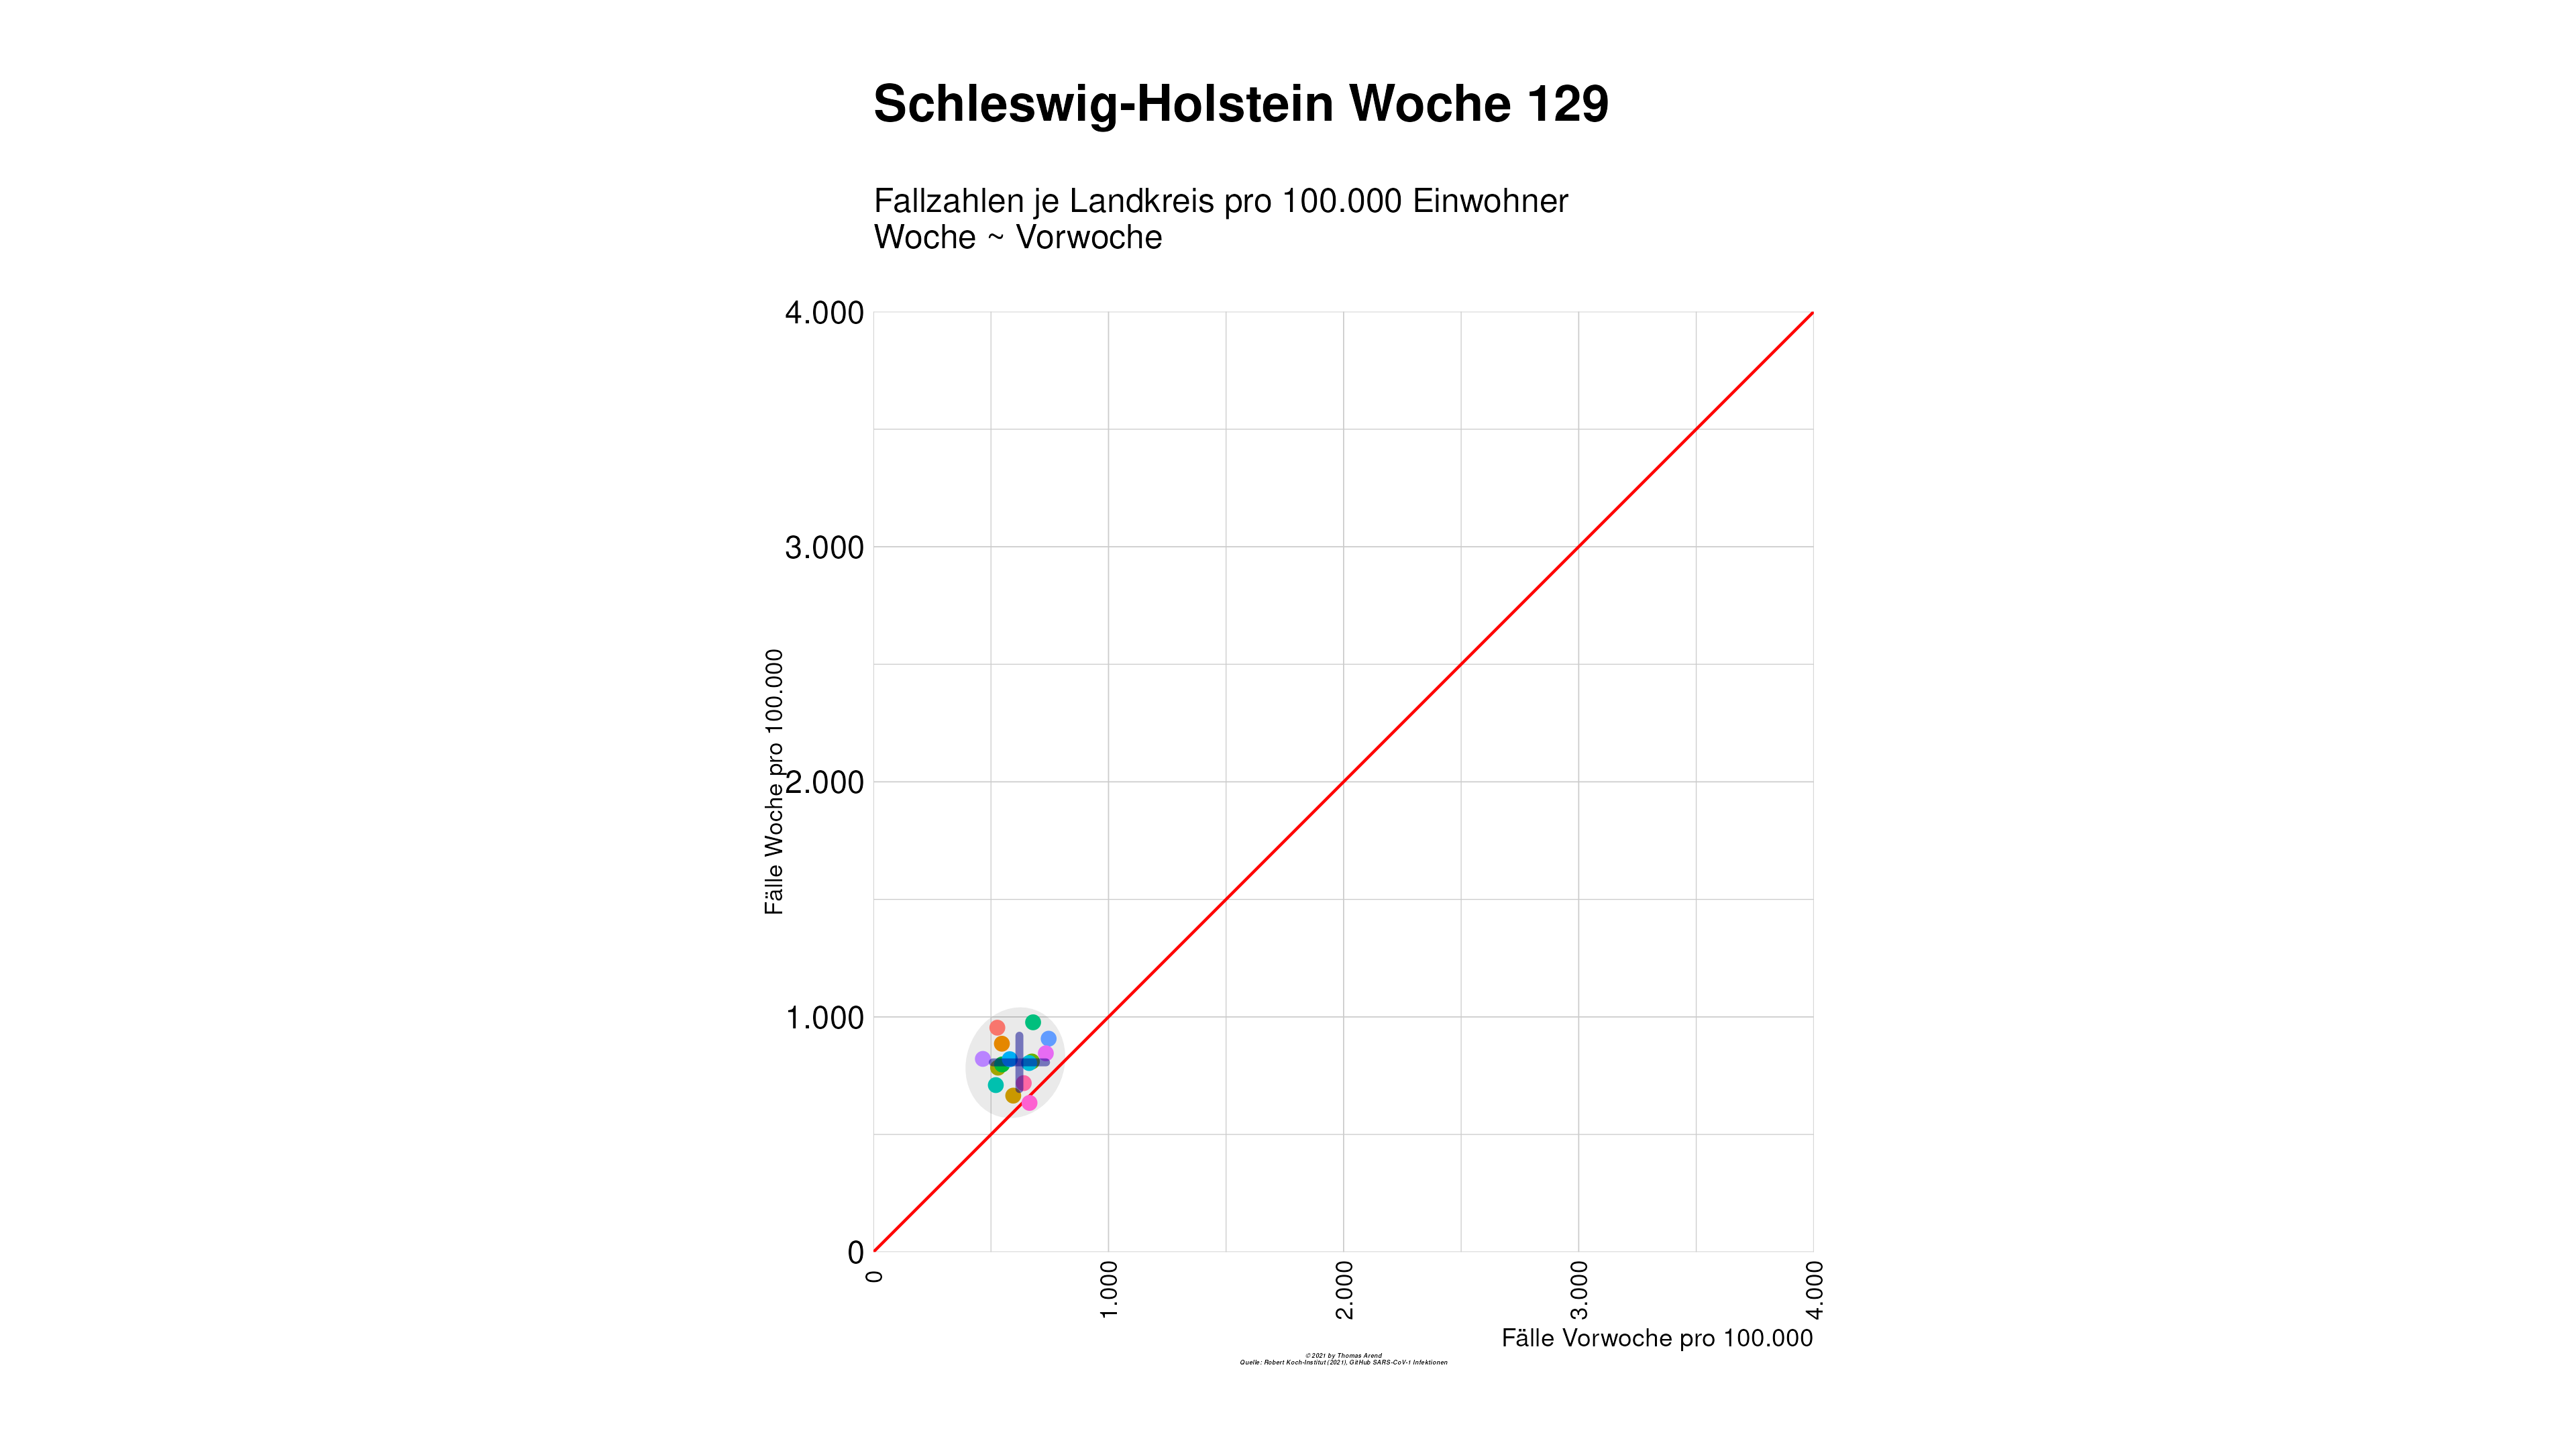 Schleswig-Holstein Woche 129
Fallzahlen je Landkreis pro 100.000 Einwohner
Woche ~ Vorwoche
4.000
3.000
2.000
1.000
0
Fälle Woche pro 100.000
0
1.000
2.000
3.000
4.000
Fälle Vorwoche pro 100.000
© 2021 by Thomas Arend
Quelle: Robert Koch-Institut (2021), GitHub SARS-CoV-1 Infektionen